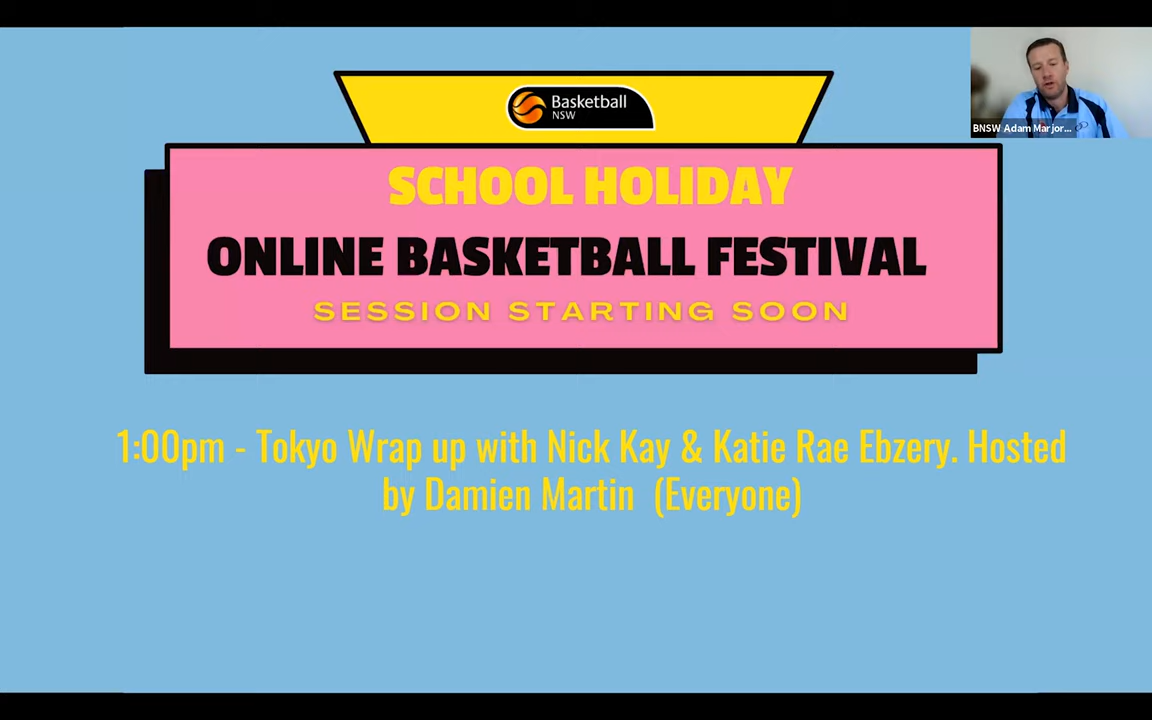 Basketball
NSW
BNSW Adam Marjor...
SCHOOL HOLIDAY
ONLINE BASKETBALL FESTIVAL
SESSION STARTING SOON
1:00pm - Tokyo Wrap up with Nick Kay & Katie Rae Ebzery. Hosted
by Damien Martin (Everyone)